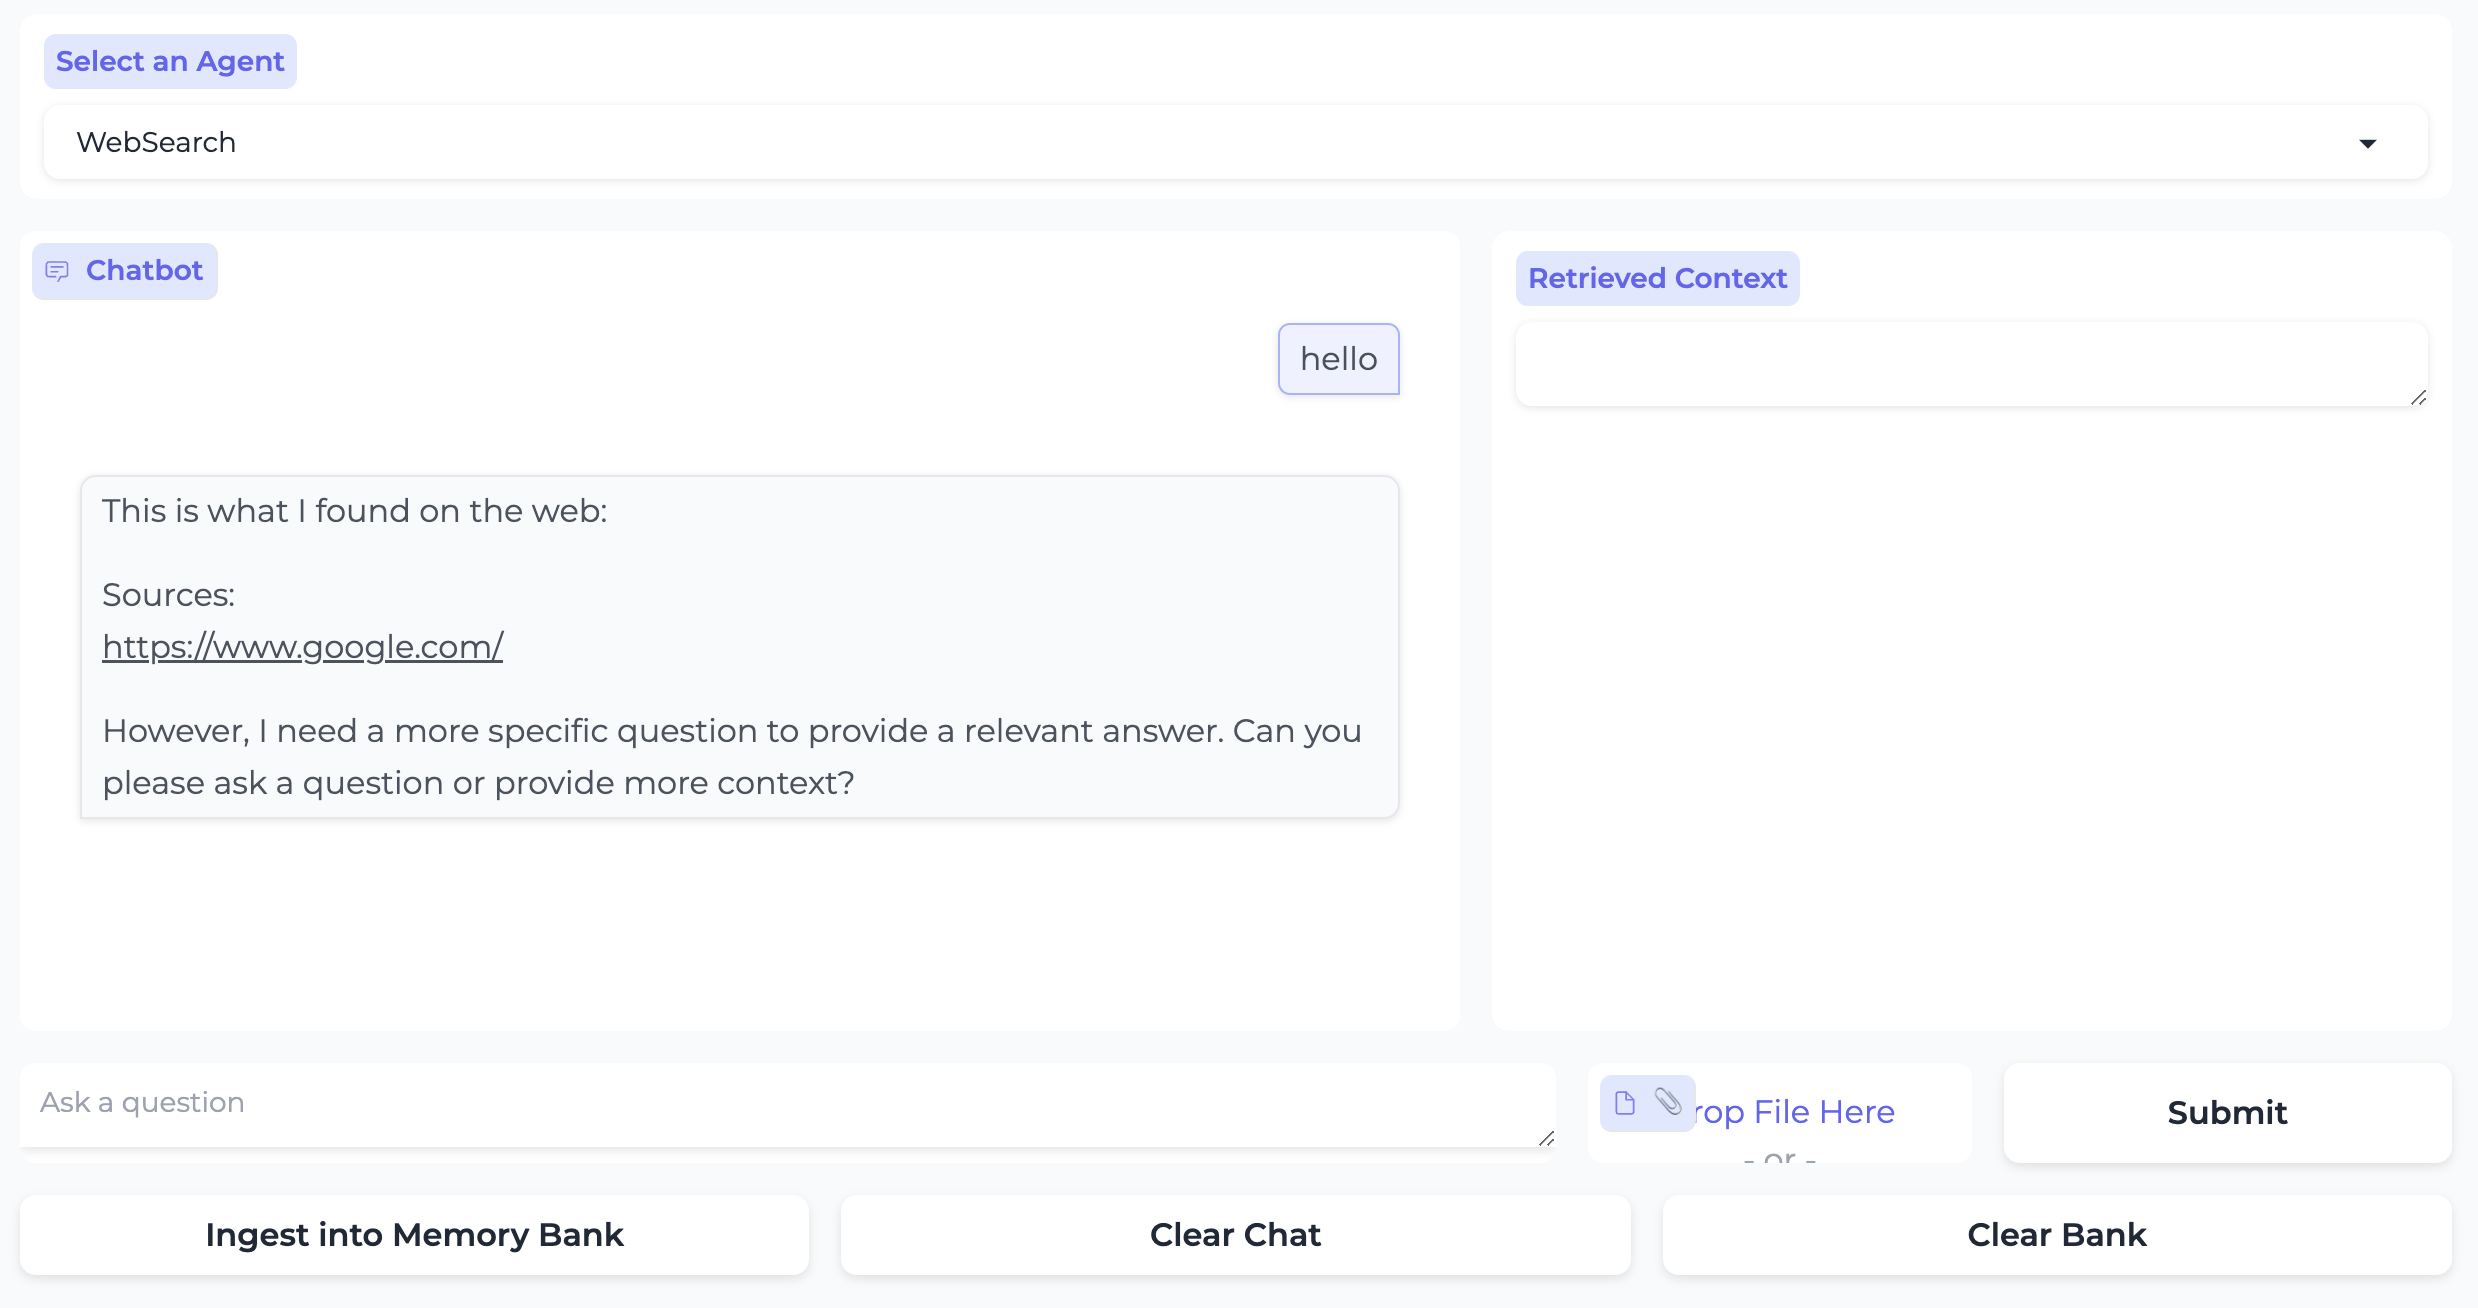 Select an Agent
WebSearch
Chatbot
Retrieved Context
hello
This is what I found on the web:
Sources:
https://www.google.com/
However, I need a more specific question to provide a relevant answer. Can you
please ask a question or provide more context?
Ask a question
rop File Here
- or -
Submit
Ingest into Memory Bank
Clear Chat
Clear Bank